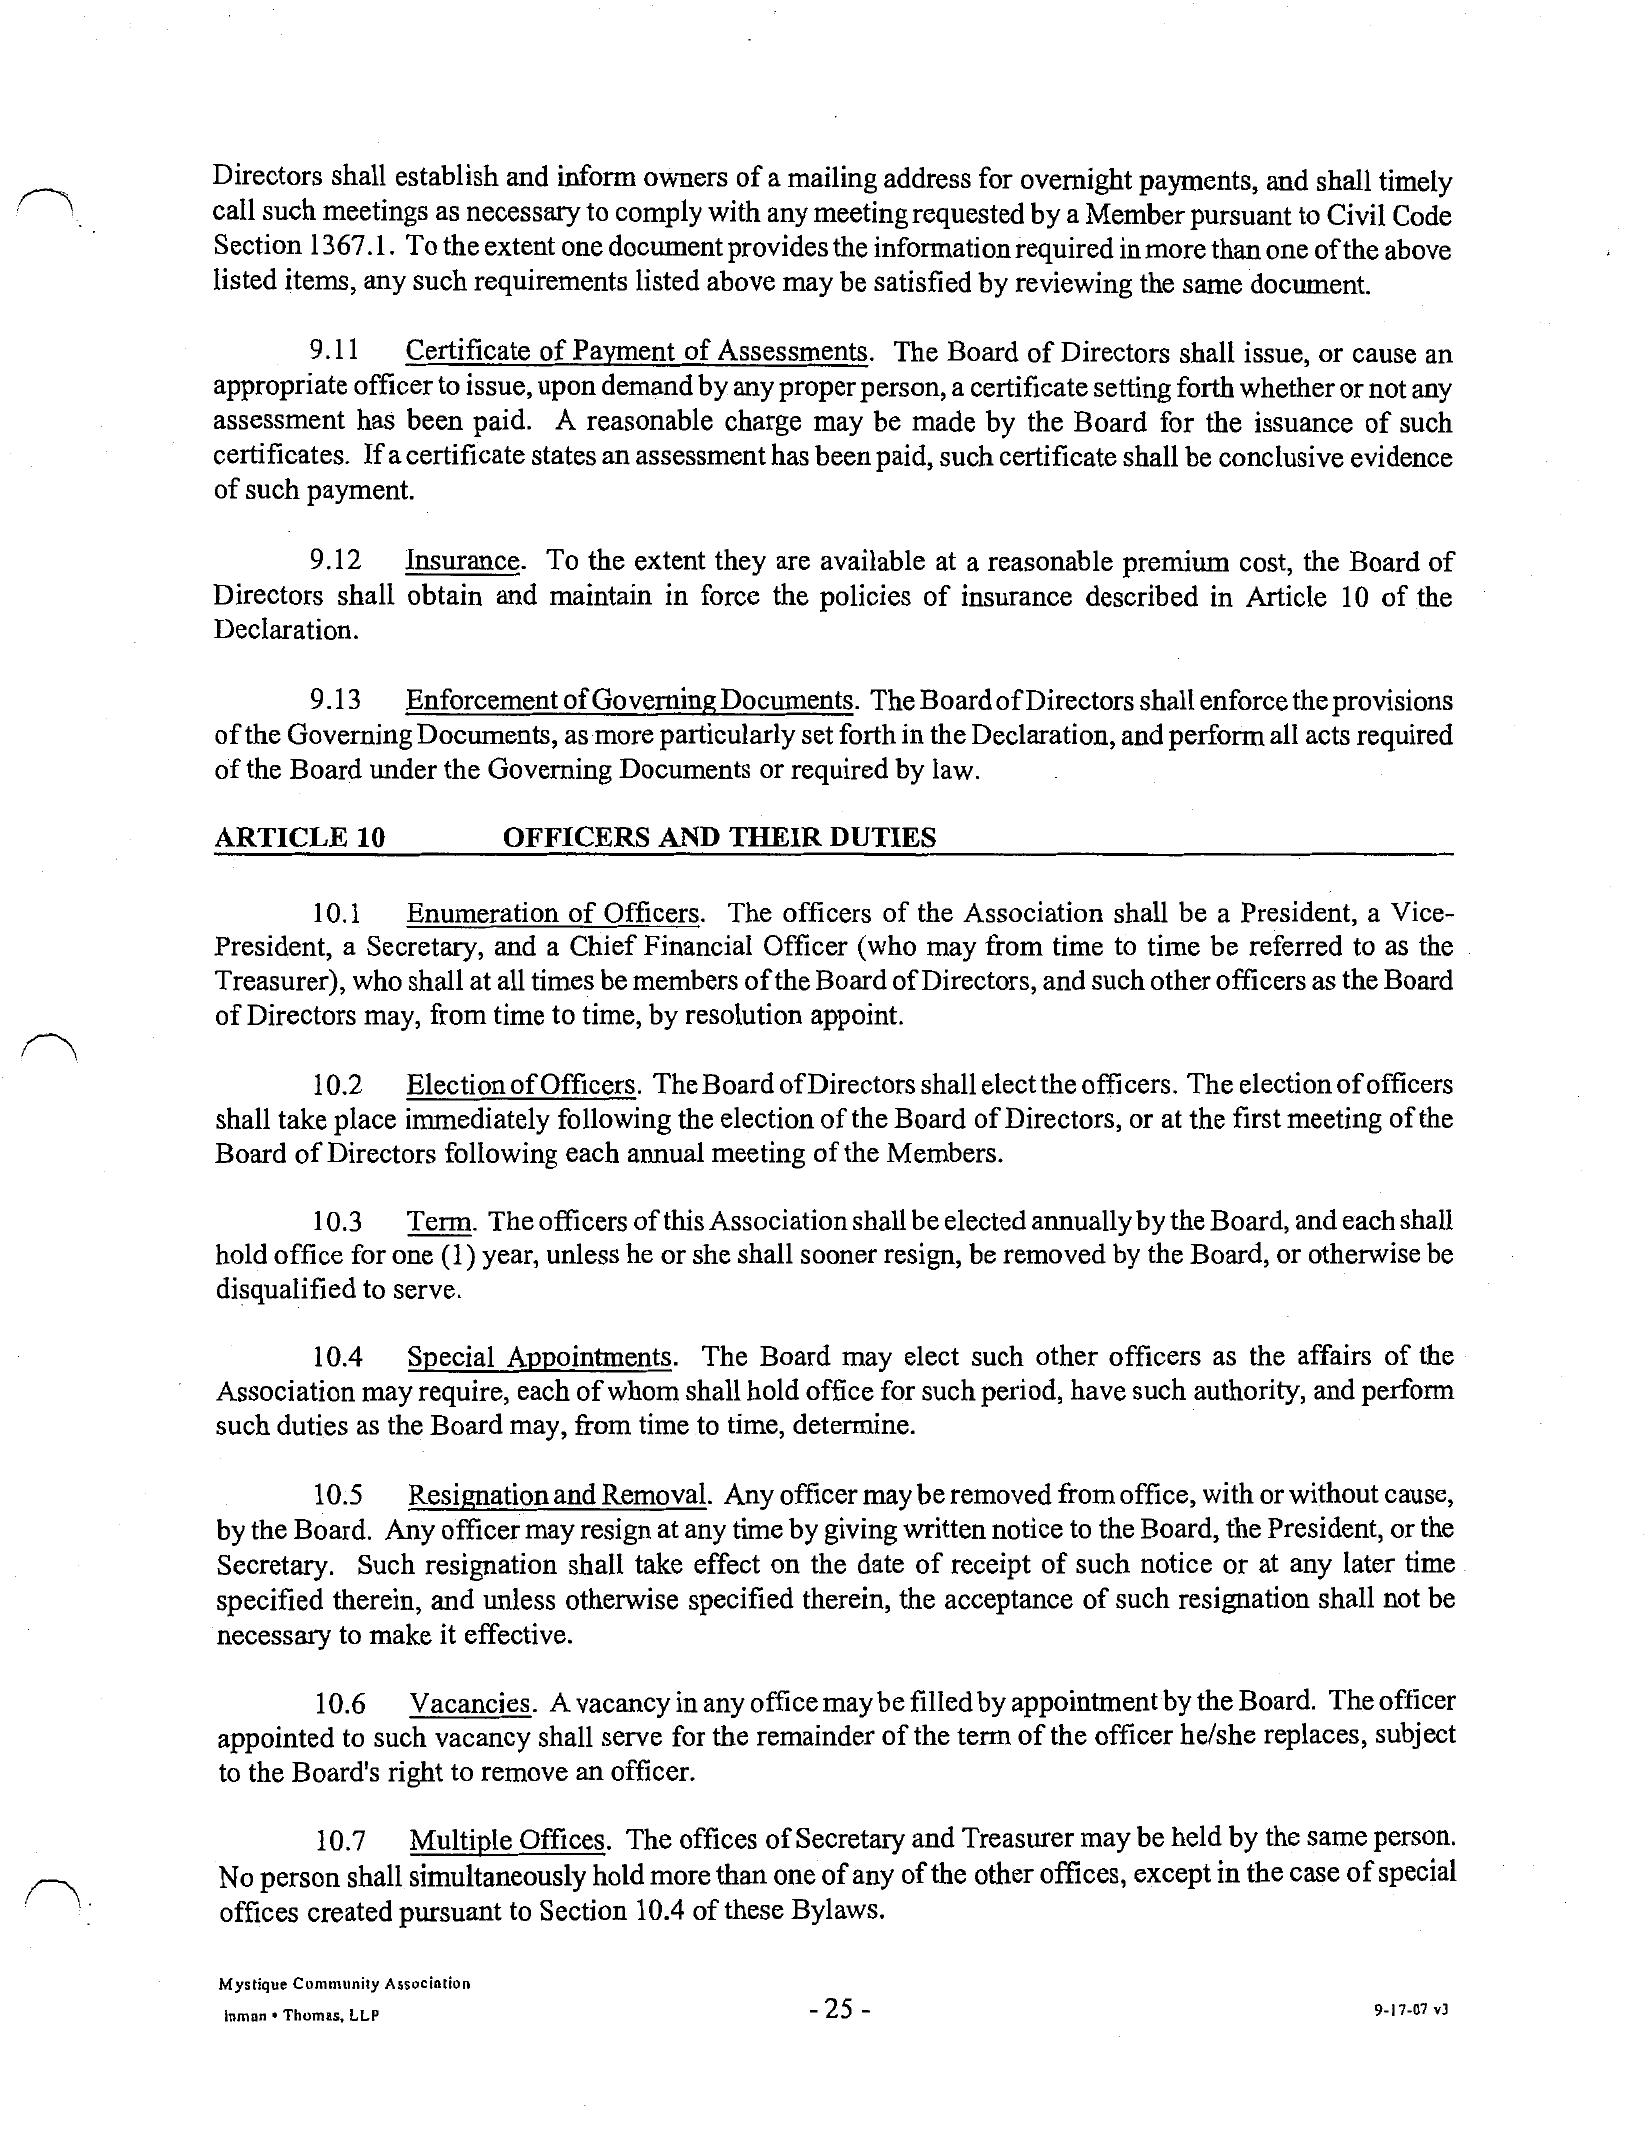 Directors shall establish and inform owners of a mailing address for overnight payments, and shall timely
call such meetings as necessary to comply with any meeting requested by a Member pursuant to Civil Code
Section 1367.1. To the extent one document provides the information required in more than one of the above
listed items, any such requirements listed above may be satisfied by reviewing the same document.
9.11 Certificate of Payment of Assessments. The Board of Directors shall issue, or cause an
appropriate officer to issue, upon demand by any proper person, a certificate setting forth whether or not any
assessment has been paid. A reasonable charge may be made by the Board for the issuance of such
certificates. If a certificate states an assessment has been paid, such certificate shall be conclusive evidence
of such payment.
9.12 Insurance. To the extent they are available at a reasonable premium cost, the Board of
Directors shall obtain and maintain in force the policies of insurance described in Article 10 of the
Declaration.
9.13 Enforcement of Governing Documents. The Board of Directors shall enforce the provisions
of the Governing Documents, as more particularly set forth in the Declaration, and perform all acts required
of the Board under the Governing Documents or required by law.
ARTICLE 10 OFFICERS AND THEIR DUTIES
10.1 Enumeration of Officers. The officers of the Association shall be a President, a Vice-
President, a Secretary, and a Chief Financial Officer (who may from time to time be referred to as the
Treasurer), who shall at all times be members of the Board of Directors, and such other officers as the Board
of Directors may, from time to time, by resolution appoint.
10.2 Election of Officers. The Board of Directors shall elect the officers. The election of officers
shall take place immediately following the election of the Board of Directors, or at the first meeting of the
Board of Directors following each annual meeting of the Members.
10.3 Term. The officers of this Association shall be elected annually by the Board, and each shall
hold office for one (1) year, unless he or she shall sooner resign, be removed by the Board, or otherwise be
disqualified to serve.
10.4 Special Appointments. The Board may elect such other officers as the affairs of the
Association may require, each of whom shall hold office for such period, have such authority, and perform
such duties as the Board may, from time to time, determine.
10.5 Resignation and Removal. Any officer may be removed from office, with or without cause,
by the Board. Any officer may resign at any time by giving written notice to the Board, the President, or the
Secretary. Such resignation shall take effect on the date of receipt of such notice or at any later time
specified therein, and unless otherwise specified therein, the acceptance of such resignation shall not be
necessary to make it effective.
10.6 Vacancies. A vacancy in any office may be filled by appointment by the Board. The officer
appointed to such vacancy shall serve for the remainder of the term of the officer he/she replaces, subject
to the Board's right to remove an officer.
10.7 Multiple Offices. The offices of Secretary and Treasurer may be held by the same person.
No person shall simultaneously hold more than one of any of the other offices, except in the case of special
offices created pursuant to Section 10.4 of these Bylaws.
Mystique Community Association
Inman • Thomas, LLP
- 25 -
9-17-07 v3